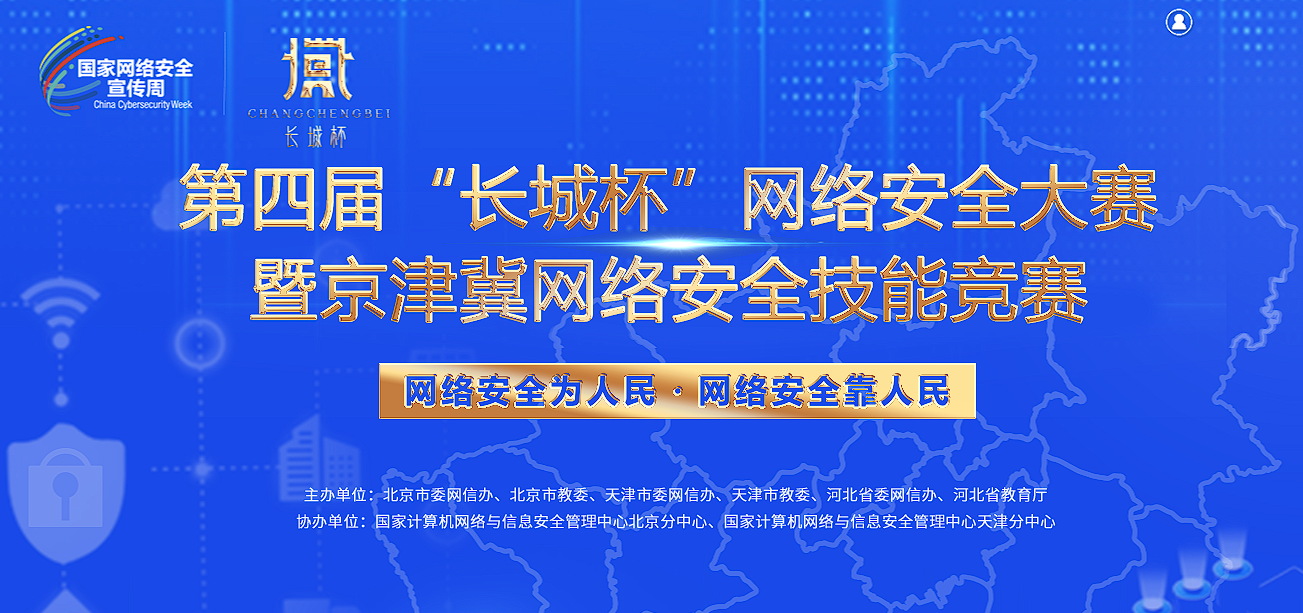 国家网络安全
宣传周
China Cybersecurity Week
CHANGCHENGBEI
长城杯
第四届 “长城杯” 网络安全大赛
暨京津冀网络安全技能竞赛
网络安全为人民 · 网络安全靠人民
主办单位：北京市委网信办、北京市教委、天津市委网信办、天津市教委、河北省委网信办、河北省教育厅
协办单位：国家计算机网络与信息安全管理中心北京分中心、国家计算机网络与信息安全管理中心天津分中心